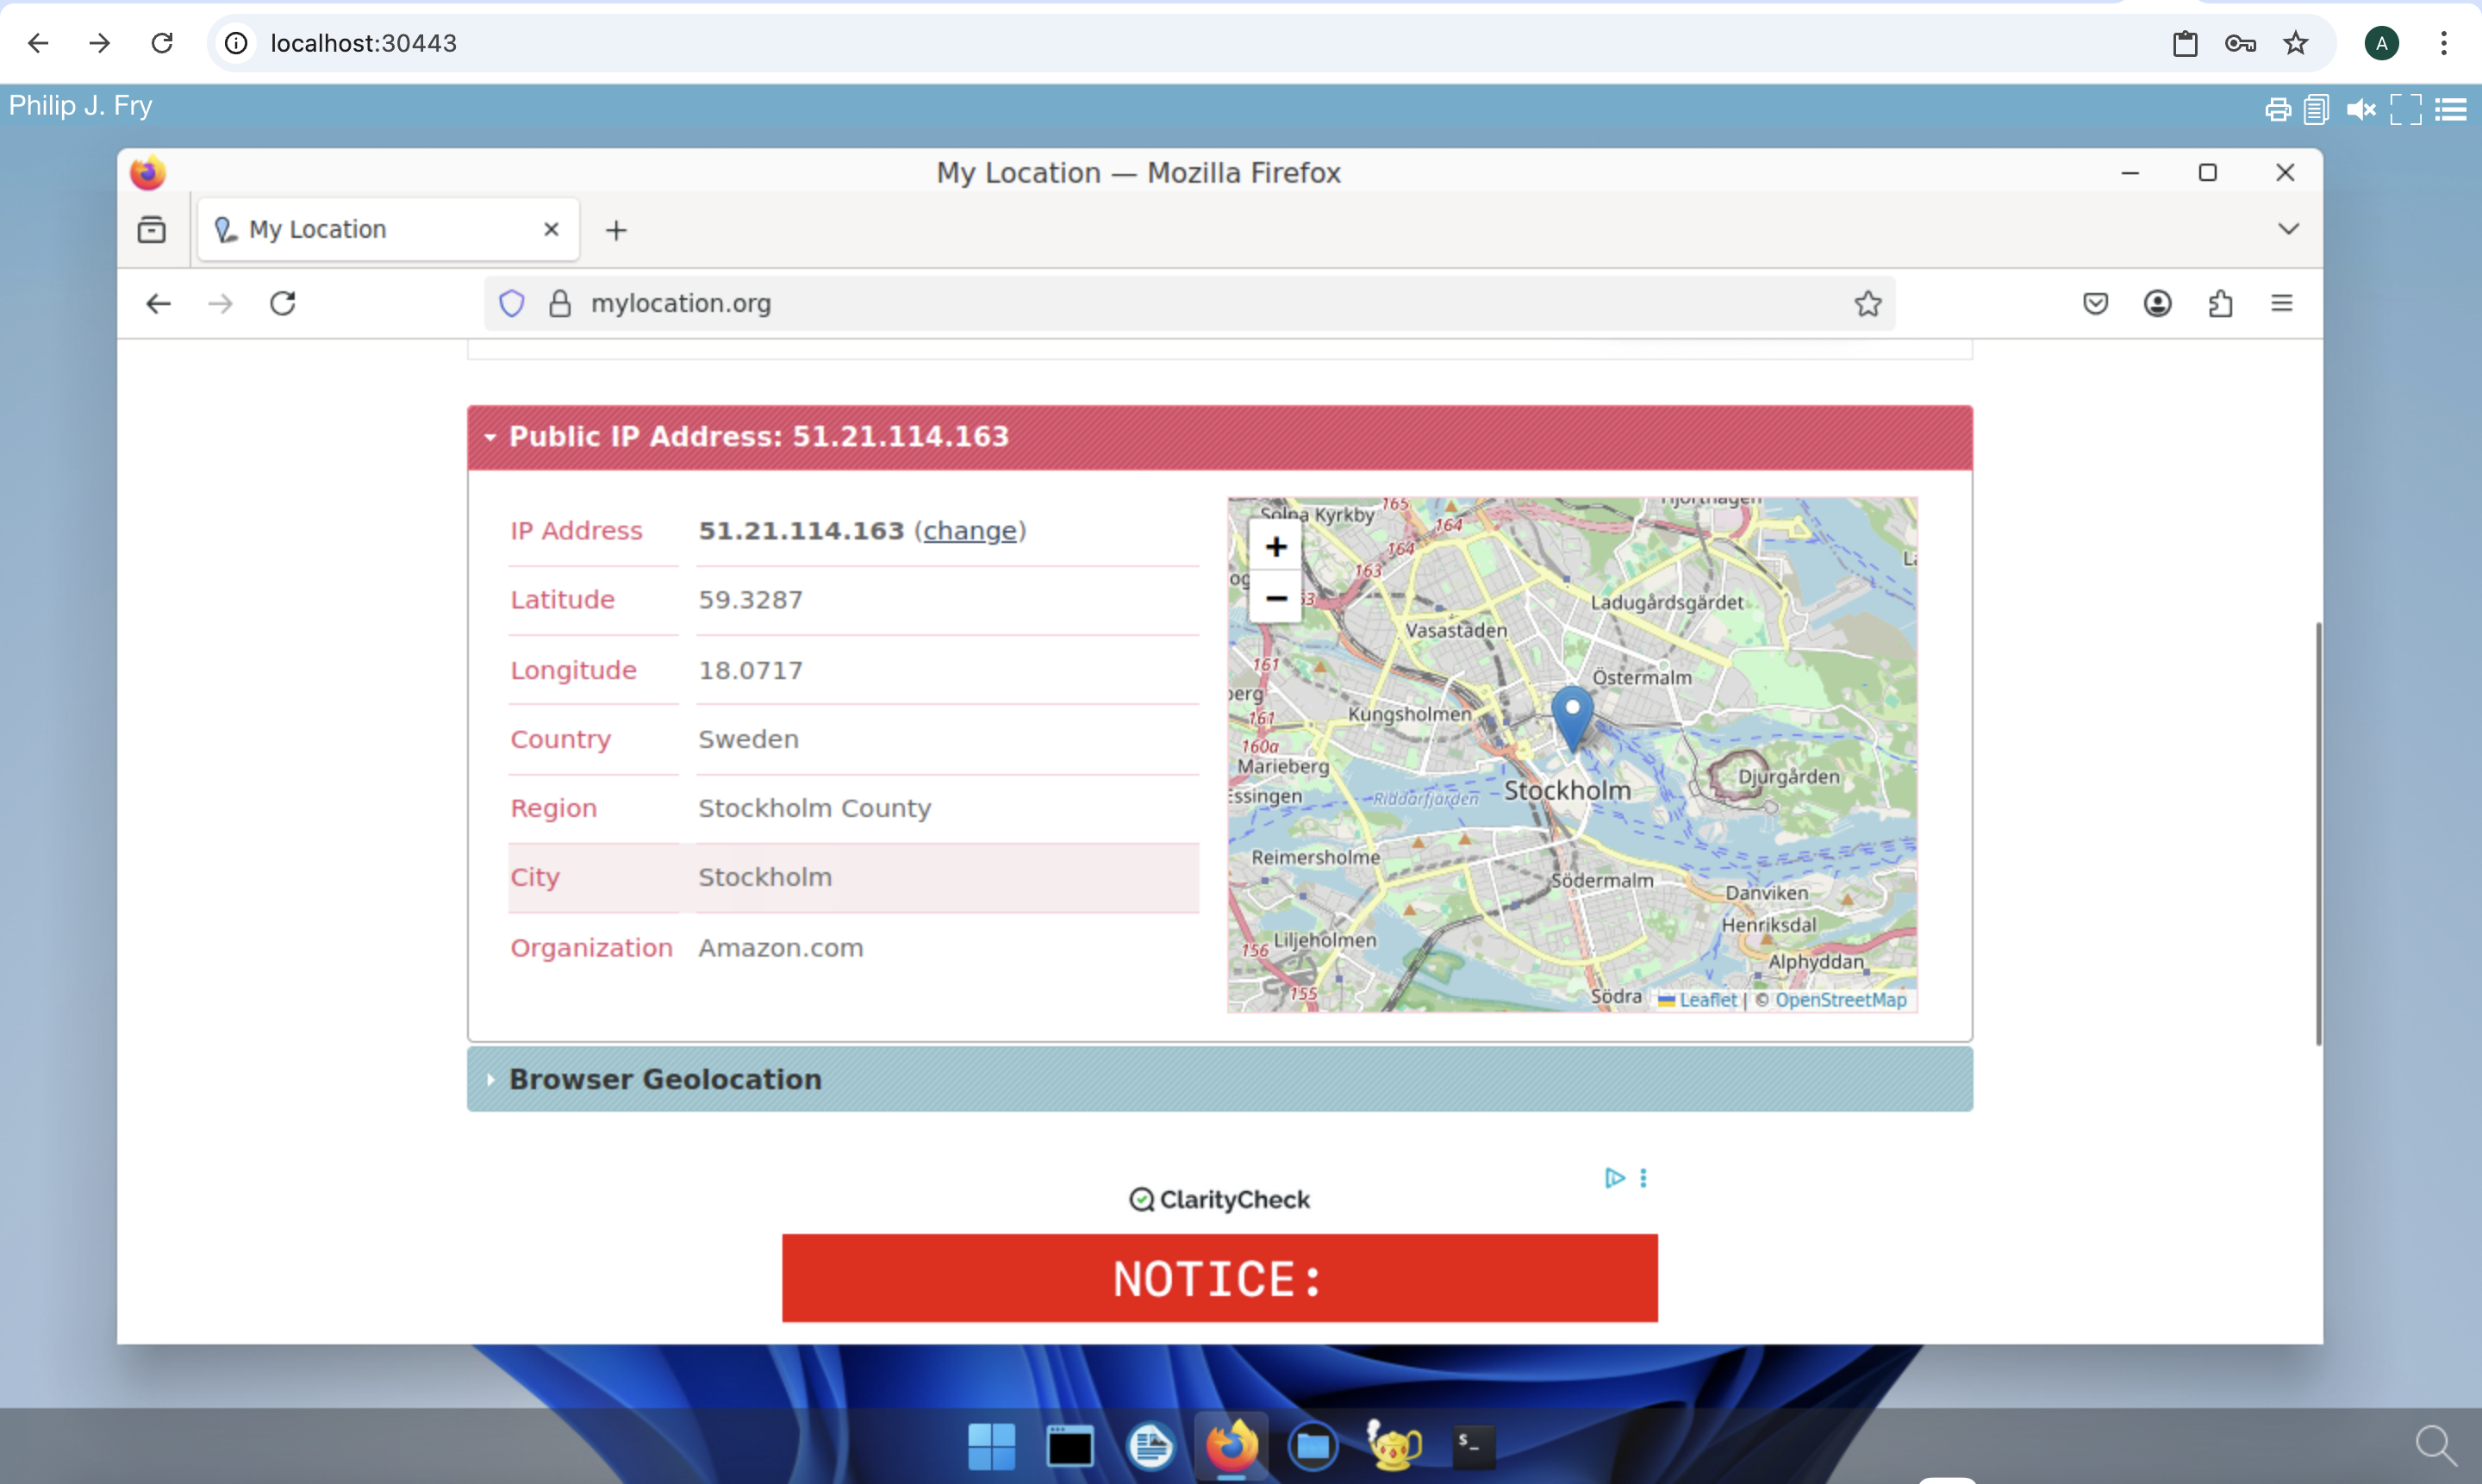 localhost:30443
A
Philip J. Fry
My Location — Mozilla Firefox
My Location
mylocation.org
Public IP Address: 51.21.114.163
IP Address 51.21.114.163 (change)
Latitude 59.3287
Longitude 18.0717
Country Sweden
Region Stockholm County
City Stockholm
Organization Amazon.com
+
−
Solna Kyrkby
165
164
164
163
Ladugårdsgärdet
Vasastaden
161
Östermalm
Kungsholmen
161
160a
Marieberg
Djurgården
Stockholm
Riddarfjärden
Reimersholme
Södermalm
Danviken
Henriksdal
Liljeholmen
156
Alphyddan
155
Södra
Leaflet | © OpenStreetMap
Browser Geolocation
ClarityCheck
NOTICE:
$_